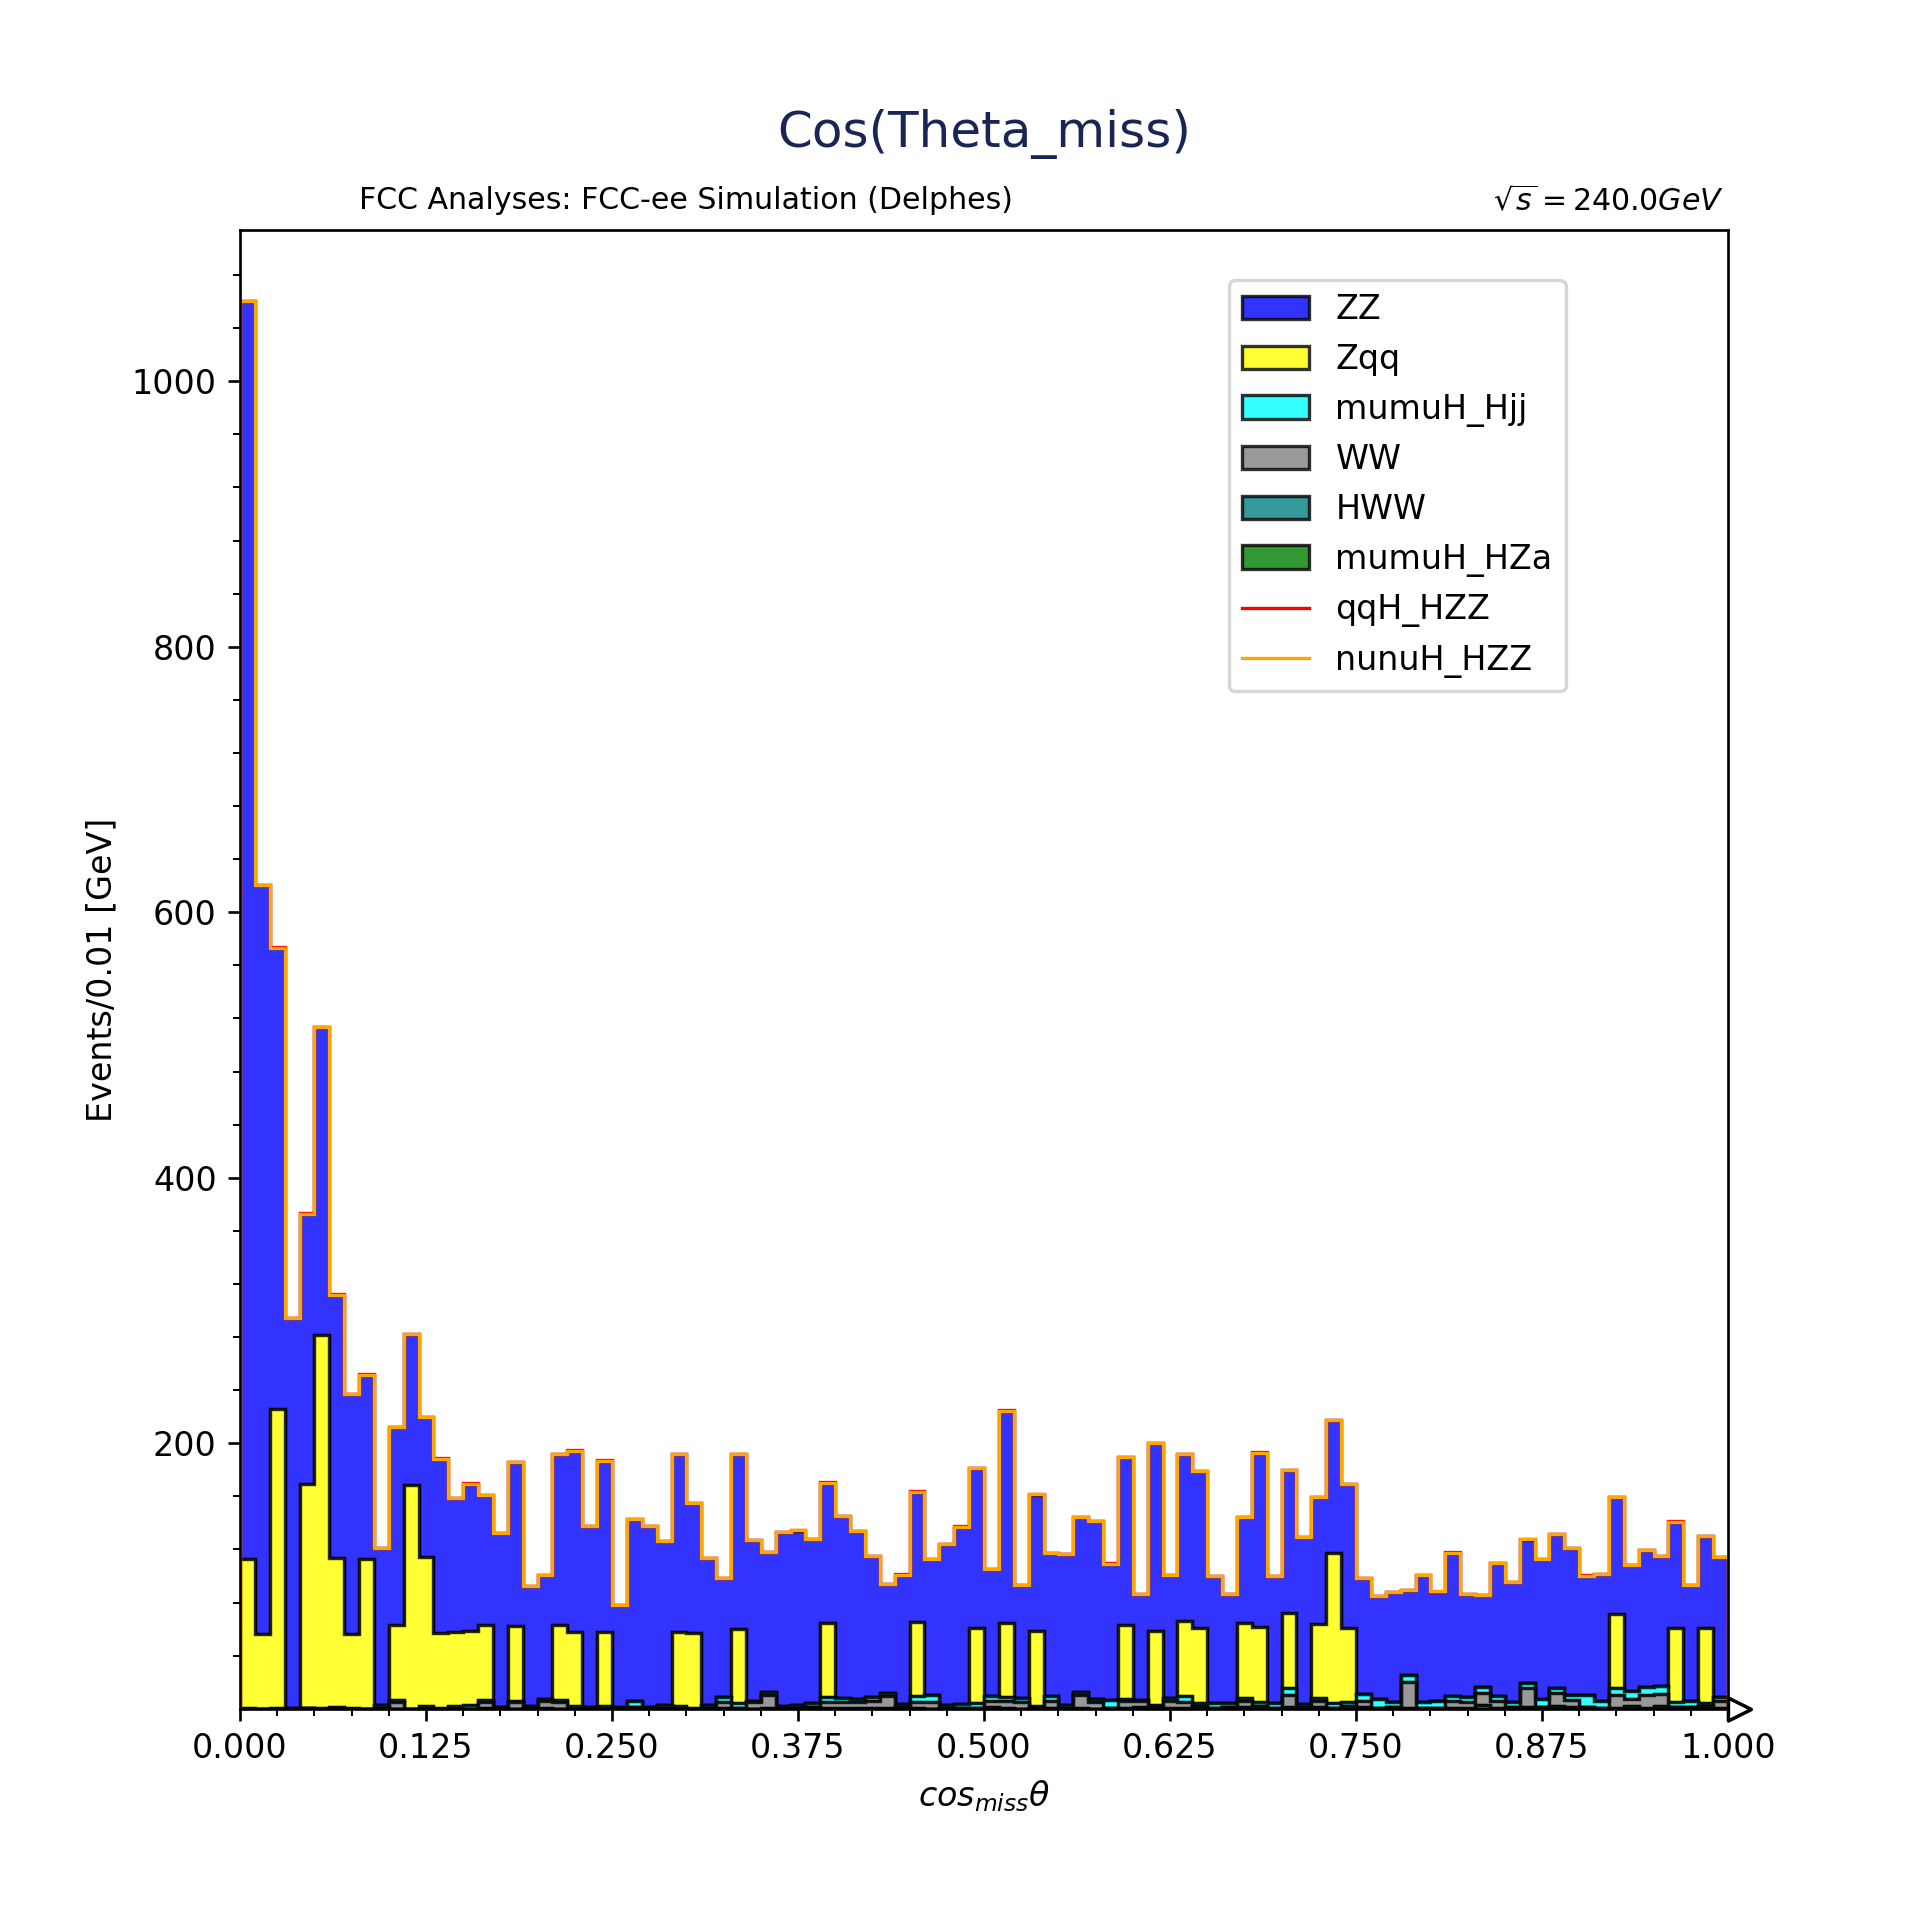 Cos(Theta_miss)
FCC Analyses: FCC-ee Simulation (Delphes)
√s = 240.0GeV
ZZ
Zqq
mumuH_Hjj
WW
HWW
mumuH_HZa
qqH_HZZ
nunuH_HZZ
Events/0.01 [GeV]
1000
800
600
400
200
0.000 0.125 0.250 0.375 0.500 0.625 0.750 0.875 1.000
cos_miss θ